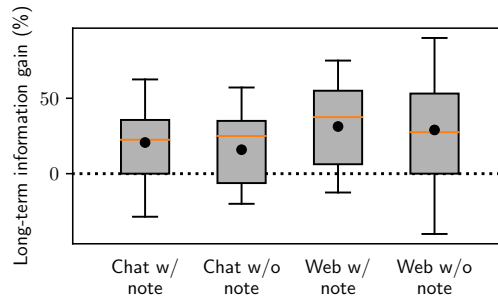 Long-term information gain (%)
50
0
Chat w/ note
Chat w/o note
Web w/ note
Web w/o note